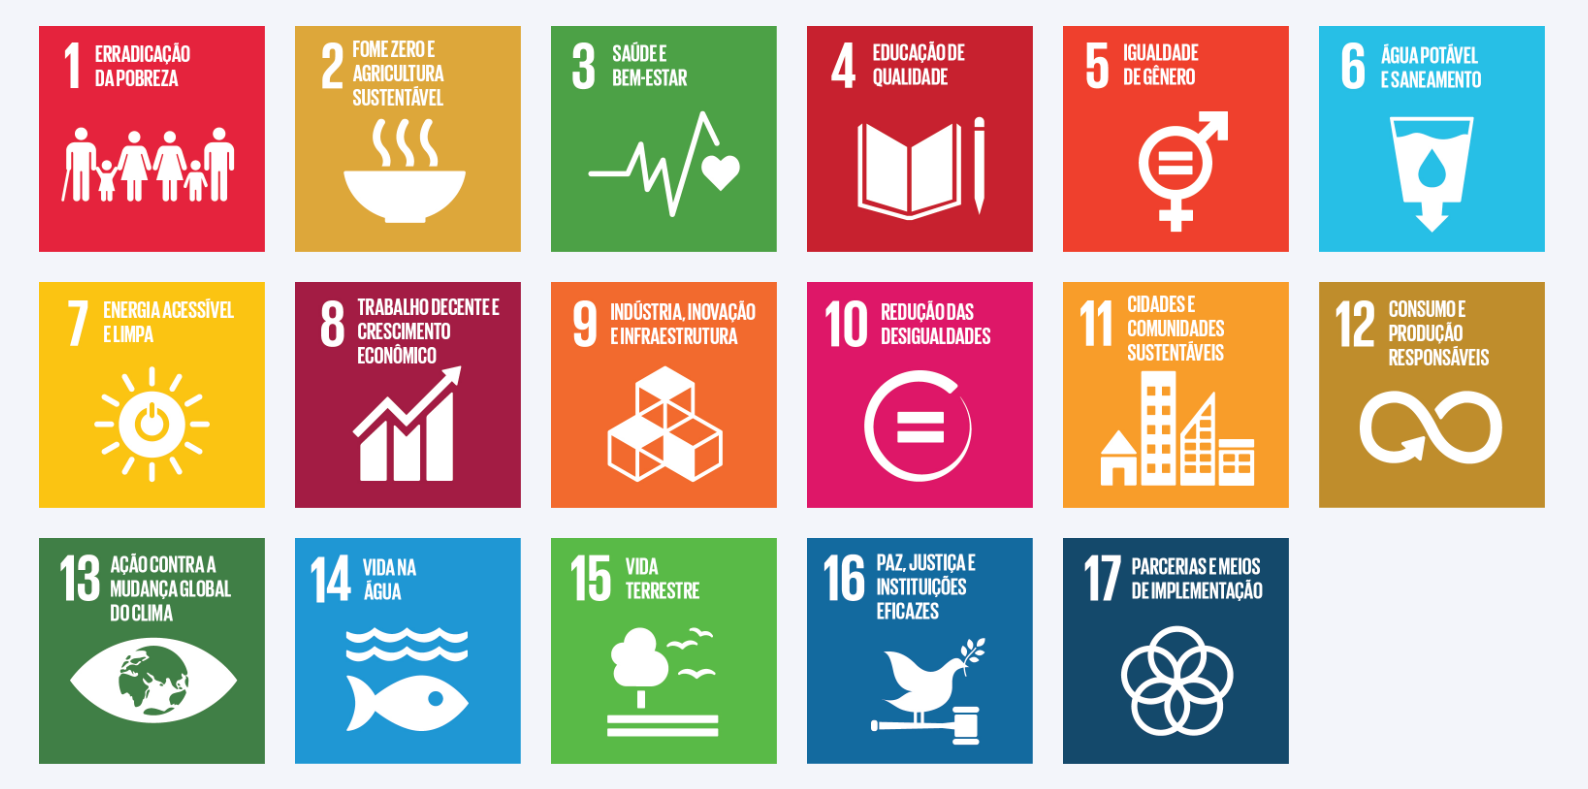 1 ERRADICAÇÃO
DA POBREZA
2 FOME ZERO E
AGRICULTURA
SUSTENTÁVEL
3 SAÚDE E
BEM-ESTAR
4 EDUCAÇÃO DE
QUALIDADE
5 IGUALDADE
DE GÊNERO
6 ÁGUA POTÁVEL
E SANEAMENTO
7 ENERGIA ACESSÍVEL
E LIMPA
8 TRABALHO DECENTE E
CRESCIMENTO
ECONÔMICO
9 INDÚSTRIA, INOVAÇÃO
E INFRAESTRUTURA
10 REDUÇÃO DAS
DESIGUALDADES
11 CIDADES E
COMUNIDADES
SUSTENTÁVEIS
12 CONSUMO E
PRODUÇÃO
RESPONSÁVEIS
13 AÇÃO CONTRA A
MUDANÇA GLOBAL
DO CLIMA
14 VIDA NA
ÁGUA
15 VIDA
TERRESTRE
16 PAZ, JUSTIÇA E
INSTITUIÇÕES
EFICAZES
17 PARCERIAS E MEIOS
DE IMPLEMENTAÇÃO